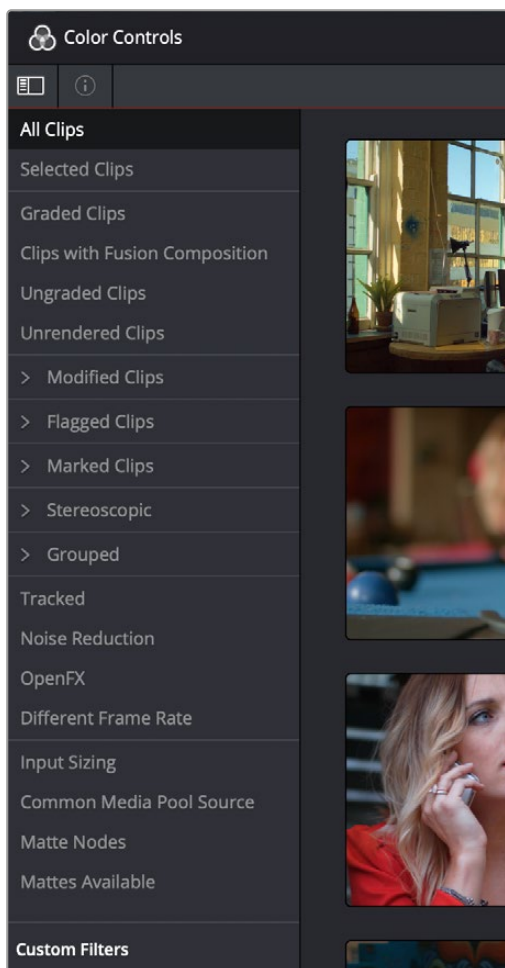 Color Controls
All Clips
Selected Clips
Graded Clips
Clips with Fusion Composition
Ungraded Clips
Unrendered Clips
> Modified Clips
> Flagged Clips
> Marked Clips
> Stereoscopic
> Grouped
Tracked
Noise Reduction
OpenFX
Different Frame Rate
Input Sizing
Common Media Pool Source
Matte Nodes
Mattes Available
Custom Filters